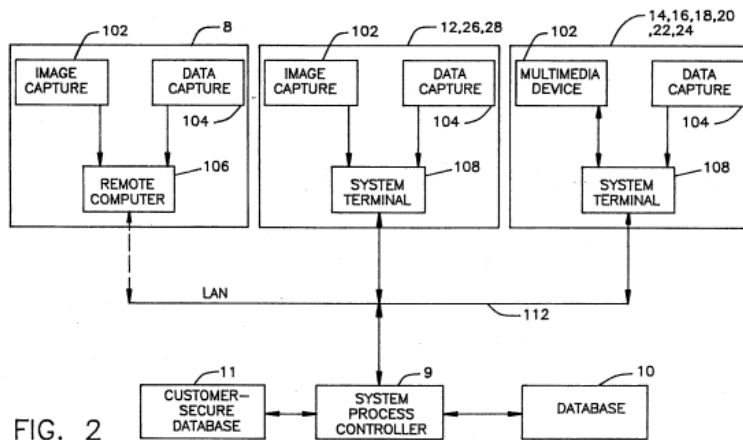 102
8
102
12,26,28
14,16,18,20
,22,24
102
IMAGE
CAPTURE
DATA
CAPTURE
IMAGE
CAPTURE
DATA
CAPTURE
MULTIMEDIA
DEVICE
DATA
CAPTURE
104
104
104
106
108
108
REMOTE
COMPUTER
SYSTEM
TERMINAL
SYSTEM
TERMINAL
LAN
112
11
9
10
CUSTOMER-
SECURE
DATABASE
SYSTEM
PROCESS
CONTROLLER
DATABASE
FIG. 2